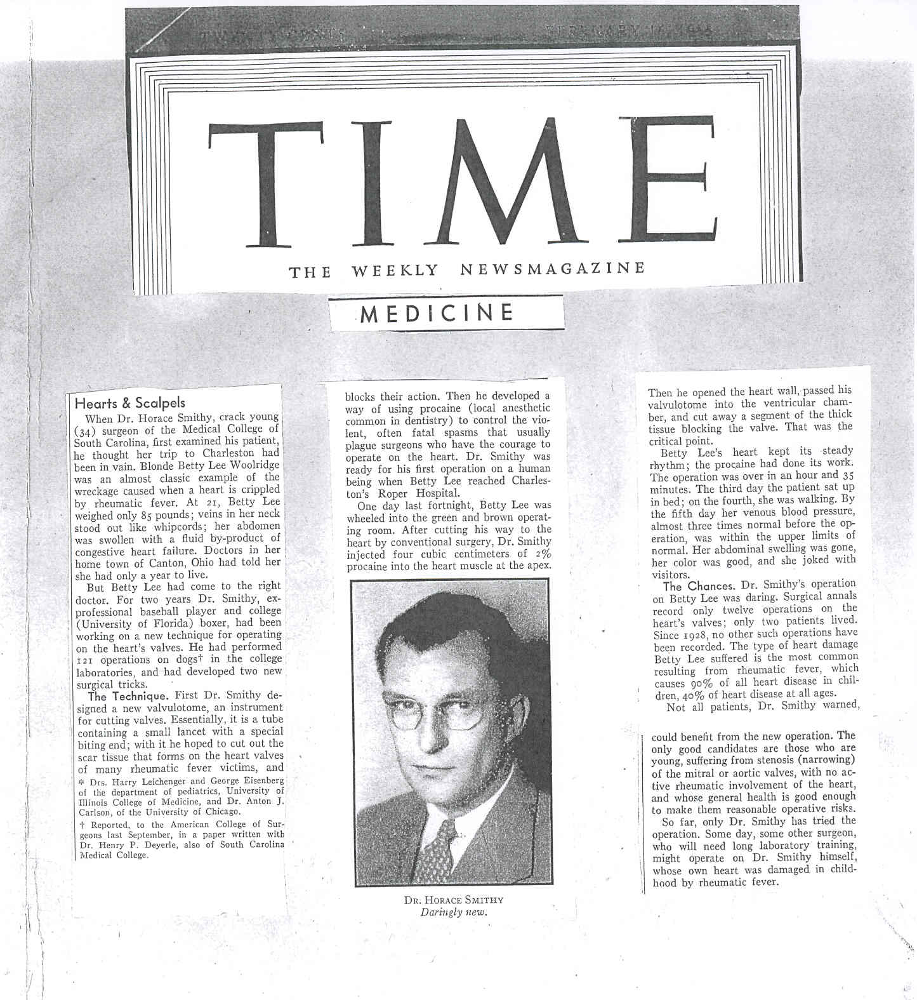 TWENTY CENTS FEBRUARY 16, 1948
TIME
THE WEEKLY NEWSMAGAZINE
MEDICINE
Hearts & Scalpels
When Dr. Horace Smithy, crack young
(34) surgeon of the Medical College of
South Carolina, first examined his patient,
he thought her trip to Charleston had
been in vain. Blonde Betty Lee Woolridge
was an almost classic example of the
wreckage caused when a heart is crippled
by rheumatic fever. At 21, Betty Lee
weighed only 85 pounds; veins in her neck
stood out like whipcords; her abdomen
was swollen with a fluid by-product of
congestive heart failure. Doctors in her
home town of Canton, Ohio had told her
she had only a year to live.
But Betty Lee had come to the right
doctor. For two years Dr. Smithy, ex-
professional baseball player and college
(University of Florida) boxer, had been
working on a new technique for operating
on the heart's valves. He had performed
121 operations on dogs† in the college
laboratories, and had developed two new
surgical tricks.
The Technique. First Dr. Smithy de-
signed a new valvulotome, an instrument
for cutting valves. Essentially, it is a tube
containing a small lancet with a special
biting end; with it he hoped to cut out the
scar tissue that forms on the heart valves
of many rheumatic fever victims, and
* Drs. Harry Leichenger and George Eisenberg
of the department of pediatrics, University of
Illinois College of Medicine, and Dr. Anton J.
Carlson, of the University of Chicago.
† Reported, to the American College of Sur-
geons last September, in a paper written with
Dr. Henry P. Deyerle, also of South Carolina
Medical College.
blocks their action. Then he developed a
way of using procaine (local anesthetic
common in dentistry) to control the vio-
lent, often fatal spasms that usually
plague surgeons who have the courage to
operate on the heart. Dr. Smithy was
ready for his first operation on a human
being when Betty Lee reached Charles-
ton's Roper Hospital.
One day last fortnight, Betty Lee was
wheeled into the green and brown operat-
ing room. After cutting his way to the
heart by conventional surgery, Dr. Smithy
injected four cubic centimeters of 2%
procaine into the heart muscle at the apex.
DR. HORACE SMITHY
Daringly new.
Then he opened the heart wall, passed his
valvulotome into the ventricular cham-
ber, and cut away a segment of the thick
tissue blocking the valve. That was the
critical point.
Betty Lee's heart kept its steady
rhythm; the procaine had done its work.
The operation was over in an hour and 35
minutes. The third day the patient sat up
in bed; on the fourth, she was walking. By
the fifth day her venous blood pressure,
almost three times normal before the op-
eration, was within the upper limits of
normal. Her abdominal swelling was gone,
her color was good, and she joked with
visitors.
The Chances. Dr. Smithy's operation
on Betty Lee was daring. Surgical annals
record only twelve operations on the
heart's valves; only two patients lived.
Since 1928, no other such operations have
been recorded. The type of heart damage
Betty Lee suffered is the most common
resulting from rheumatic fever, which
causes 90% of all heart disease in chil-
dren, 40% of heart disease at all ages.
Not all patients, Dr. Smithy warned,
could benefit from the new operation. The
only good candidates are those who are
young, suffering from stenosis (narrowing)
of the mitral or aortic valves, with no ac-
tive rheumatic involvement of the heart,
and whose general health is good enough
to make them reasonable operative risks.
So far, only Dr. Smithy has tried the
operation. Some day, some other surgeon,
who will need long laboratory training,
might operate on Dr. Smithy himself,
whose own heart was damaged in child-
hood by rheumatic fever.